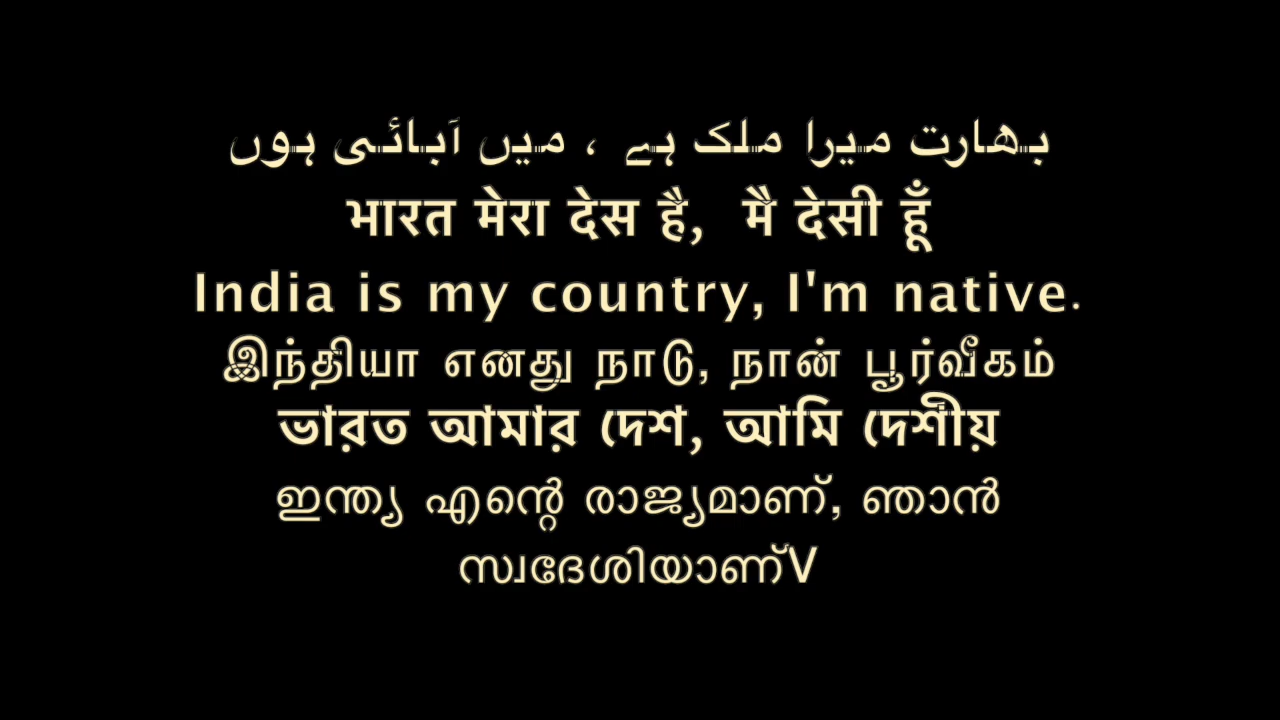 بھارت میرا ملک ہے ، میں آبائی ہوں
भारत मेरा देस है, मै देसी हूँ
India is my country, I'm native.
இந்தியா எனது நாடு, நான் பூர்வீகம்
ভারত আমার দেশ, আমি দেশীয়
ഇന്ത്യ എന്റെ രാജ്യമാണ്, ഞാൻ
സ്വദേശിയാണ്V